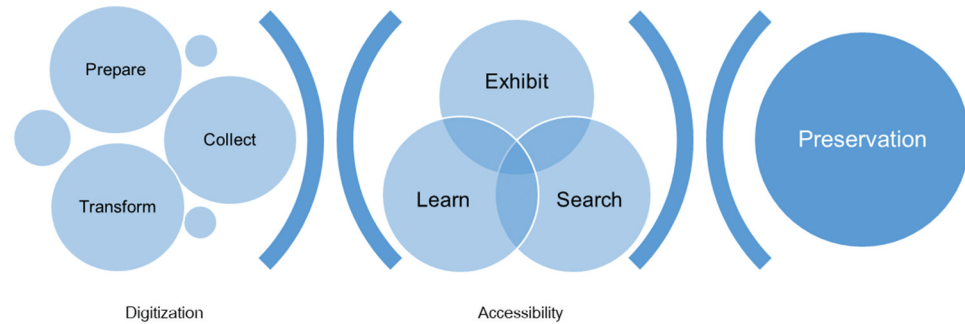 Prepare
Collect
Transform
Exhibit
Learn
Search
Preservation
Digitization
Accessibility